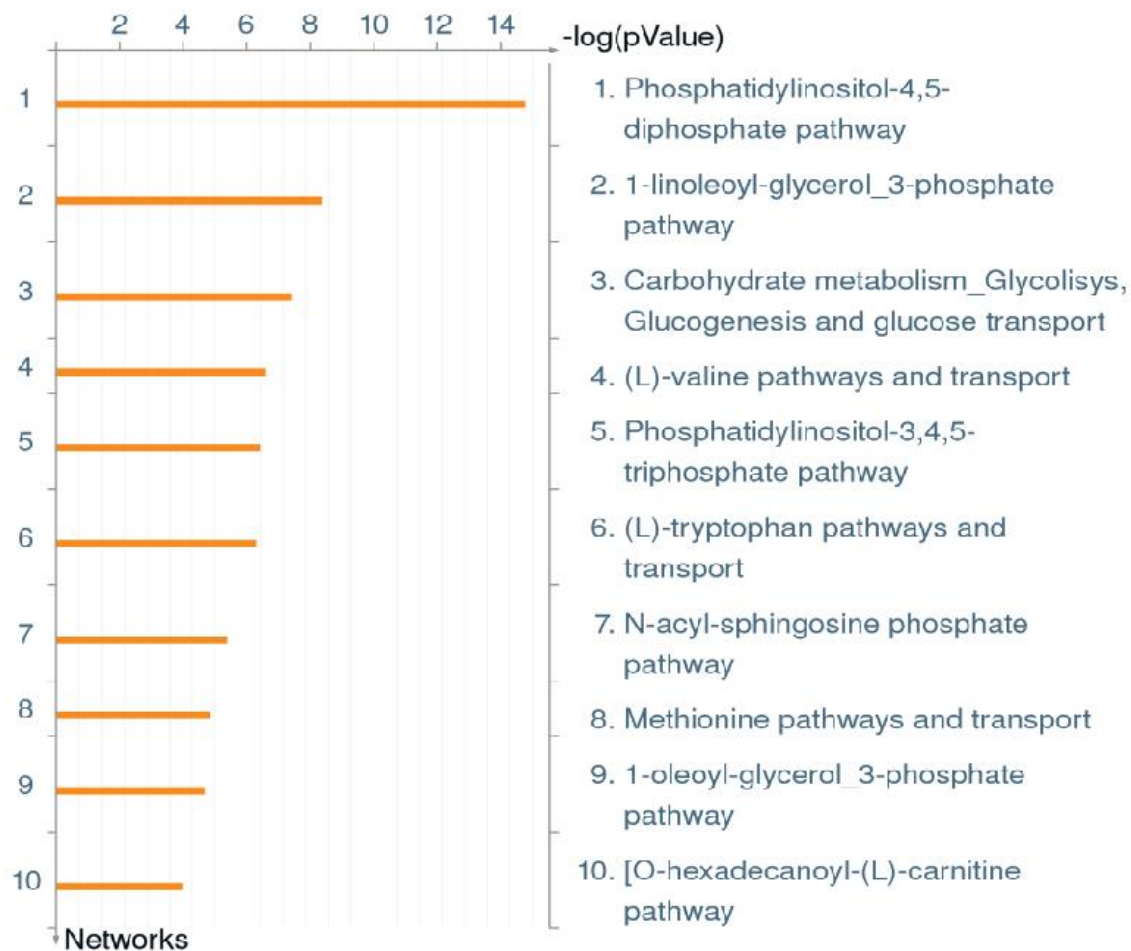 2 4 6 8 10 12 14
-log(pValue)
1
1. Phosphatidylinositol-4,5-
diphosphate pathway
2
2. 1-linoleoyl-glycerol_3-phosphate
pathway
3
3. Carbohydrate metabolism_Glycolisys,
Glucogenesis and glucose transport
4
4. (L)-valine pathways and transport
5
5. Phosphatidylinositol-3,4,5-
triphosphate pathway
6
6. (L)-tryptophan pathways and
transport
7
7. N-acyl-sphingosine phosphate
pathway
8
8. Methionine pathways and transport
9
9. 1-oleoyl-glycerol_3-phosphate
pathway
10
10. [O-hexadecanoyl-(L)-carnitine
pathway
Networks